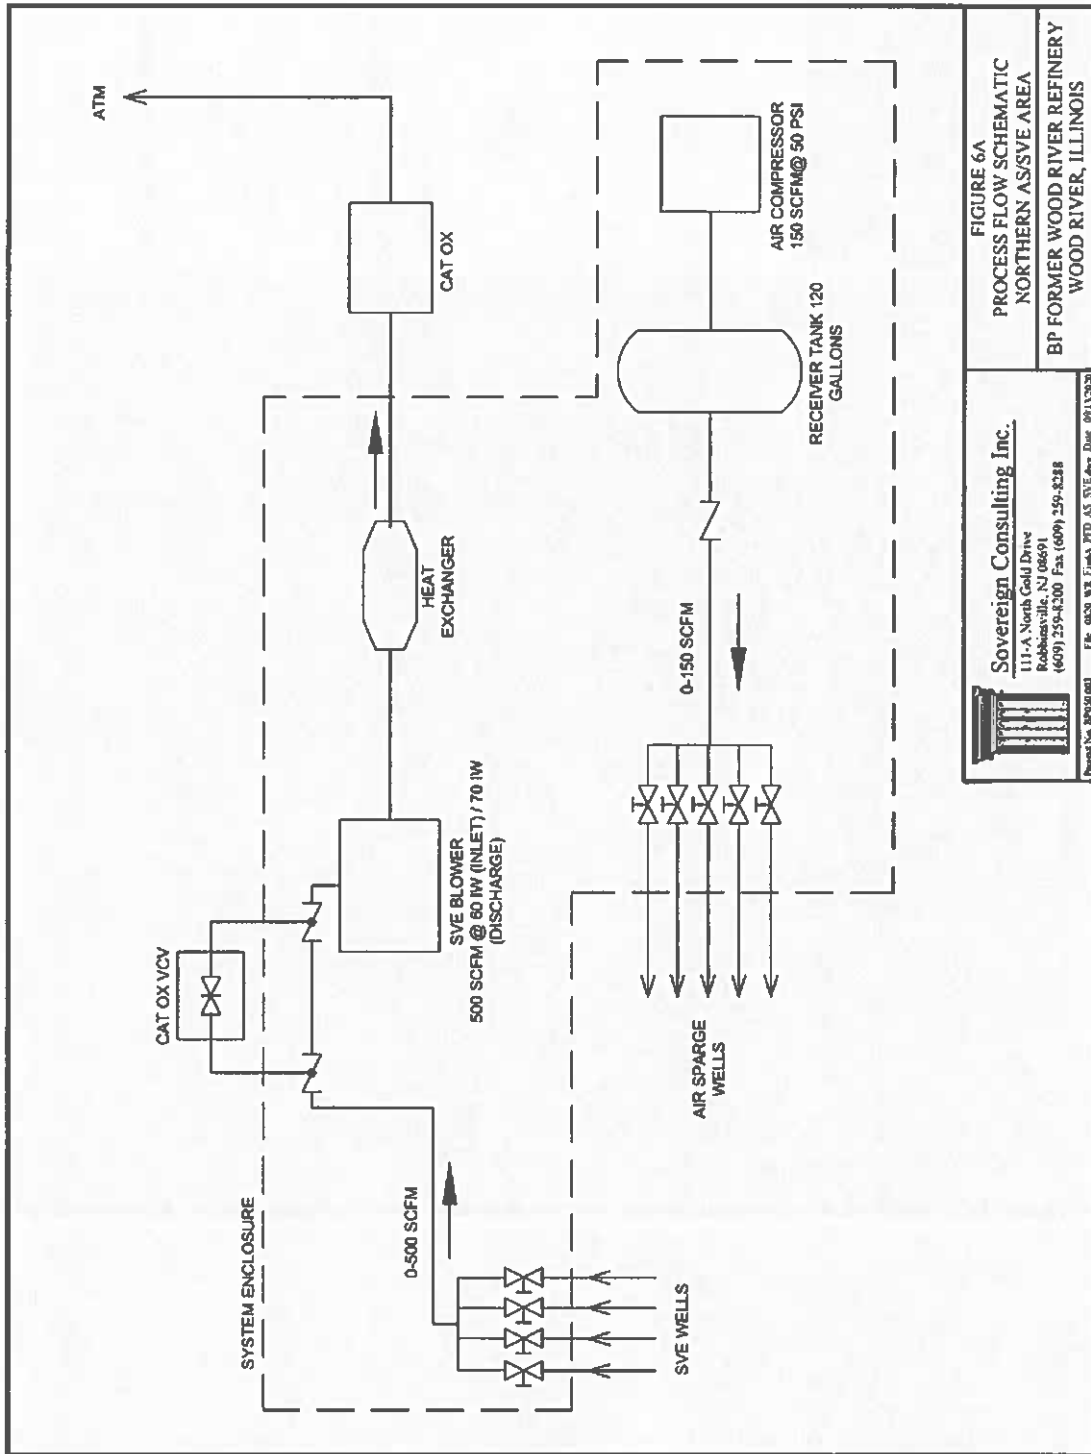 ATM
CAT OX VCV
CAT OX
SYSTEM ENCLOSURE
HEAT
EXCHANGER
SVE BLOWER
500 SCFM @ 60 IW (INLET) / 70 IW
(DISCHARGE)
0-500 SCFM
SVE WELLS
AIR COMPRESSOR
150 SCFM@ 50 PSI
RECEIVER TANK 120
GALLONS
0-150 SCFM
AIR SPARGE
WELLS
Sovereign Consulting Inc.
111-A North Gold Drive
Robbinsville, NJ 08691
(609) 259-8200 Fax (609) 259-8288
FIGURE 6A
PROCESS FLOW SCHEMATIC
NORTHERN AS/SVE AREA
BP FORMER WOOD RIVER REFINERY
WOOD RIVER, ILLINOIS